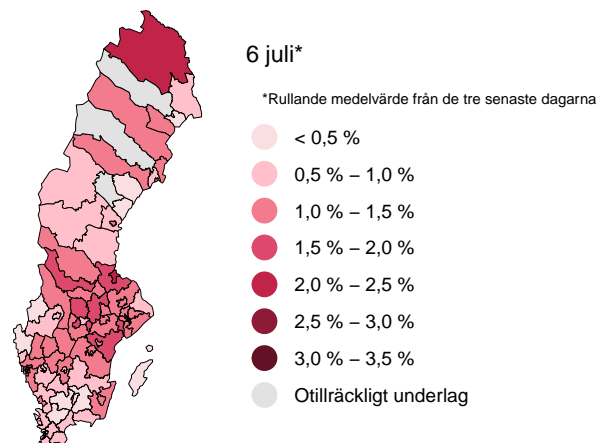 6 juli*
*Rullande medelvärde från de tre senaste dagarna
< 0,5 %
0,5 % – 1,0 %
1,0 % – 1,5 %
1,5 % – 2,0 %
2,0 % – 2,5 %
2,5 % – 3,0 %
3,0 % – 3,5 %
Otillräckligt underlag